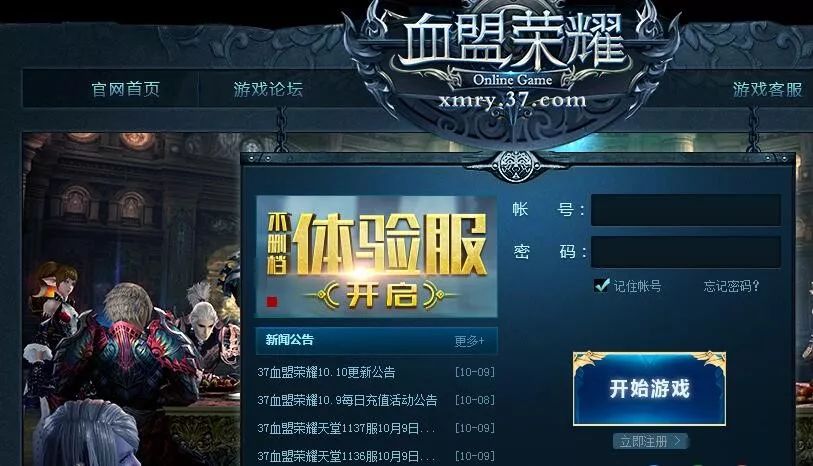 血盟荣耀
Online Game
xmry.37.com
官网首页
游戏论坛
游戏客服
不删档
体验服
开启
帐 号：
密 码：
记住帐号
忘记密码?
新闻公告
更多+
37血盟荣耀10.10更新公告 [10-09]
37血盟荣耀10.9每日充值活动公告 [10-08]
37血盟荣耀天堂1137服10月9日... [10-09]
37血盟荣耀天堂1136服10月9日... [10-09]
开始游戏
立即注册 >